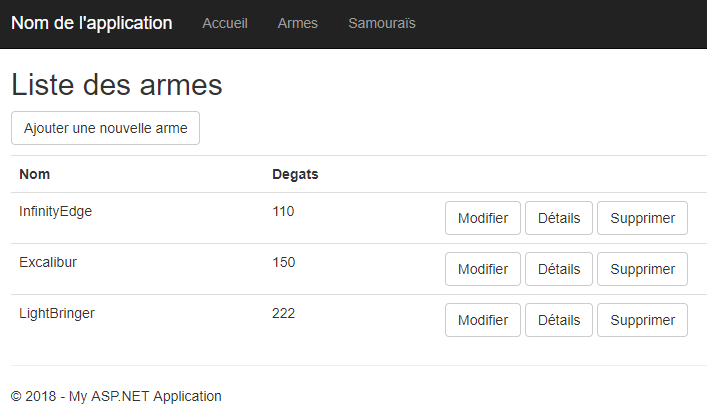 Nom de l'application Accueil Armes Samouraïs
Liste des armes
Ajouter une nouvelle arme
Nom Degats
InfinityEdge 110 Modifier Détails Supprimer
Excalibur 150 Modifier Détails Supprimer
LightBringer 222 Modifier Détails Supprimer
© 2018 - My ASP.NET Application